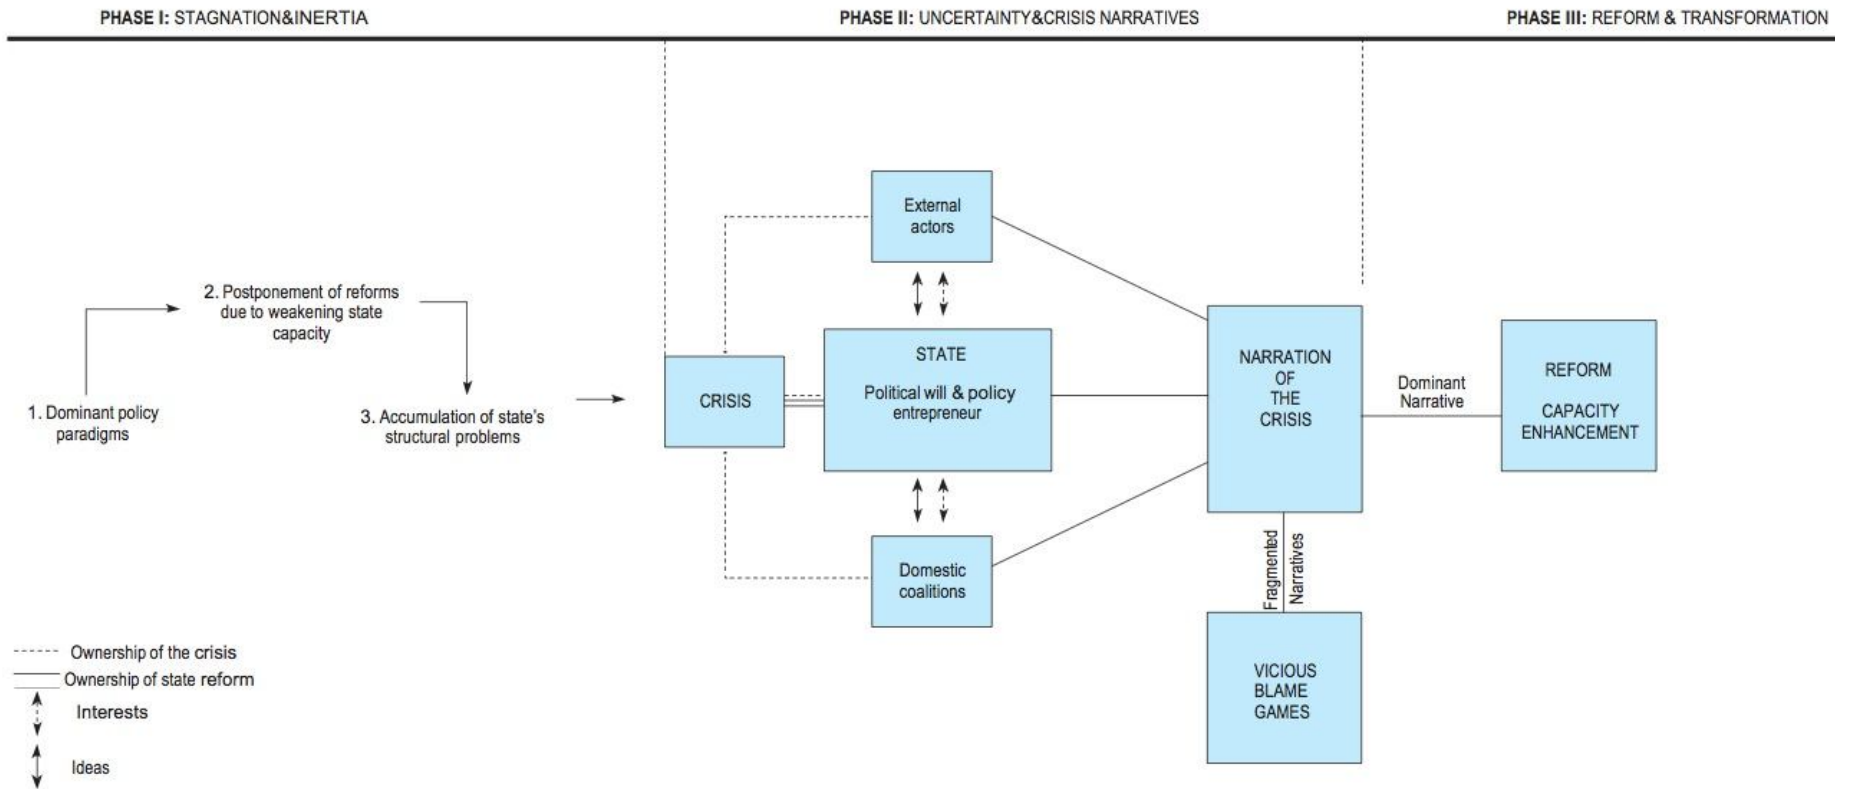 PHASE I: STAGNATION&INERTIA
PHASE II: UNCERTAINTY&CRISIS NARRATIVES
PHASE III: REFORM & TRANSFORMATION
1. Dominant policy
paradigms
2. Postponement of reforms
due to weakening state
capacity
3. Accumulation of state's
structural problems
CRISIS
External
actors
STATE
Political will & policy
entrepreneur
Domestic
coalitions
NARRATION
OF
THE
CRISIS
Dominant
Narrative
REFORM
CAPACITY
ENHANCEMENT
Fragmented
Narratives
VICIOUS
BLAME
GAMES
Ownership of the crisis
Ownership of state reform
Interests
Ideas